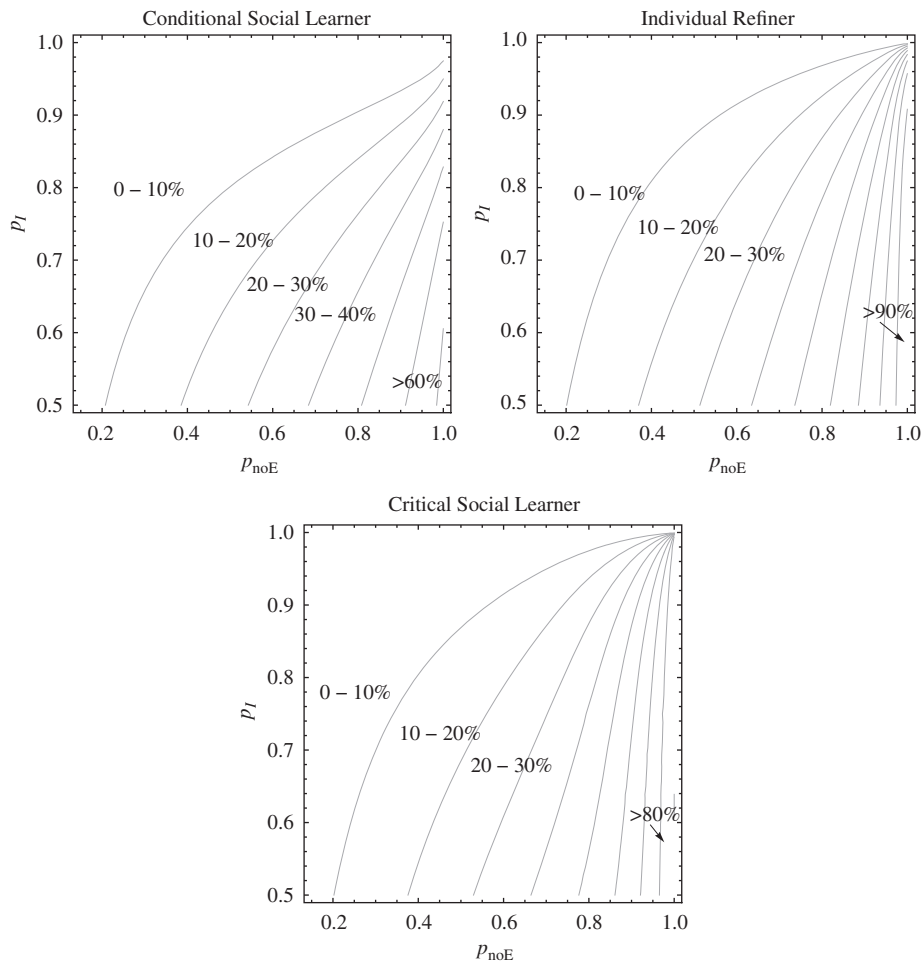 Conditional Social Learner
1.0
0.9
0.8
0.7
0.6
0.5
p_I
0 – 10%
10 – 20%
20 – 30%
30 – 40%
>60%
0.2 0.4 0.6 0.8 1.0
p_noE
Individual Refiner
1.0
0.9
0.8
0.7
0.6
0.5
p_I
0 – 10%
10 – 20%
20 – 30%
>90%
0.2 0.4 0.6 0.8 1.0
p_noE
Critical Social Learner
1.0
0.9
0.8
0.7
0.6
0.5
p_I
0 – 10%
10 – 20%
20 – 30%
>80%
0.2 0.4 0.6 0.8 1.0
p_noE